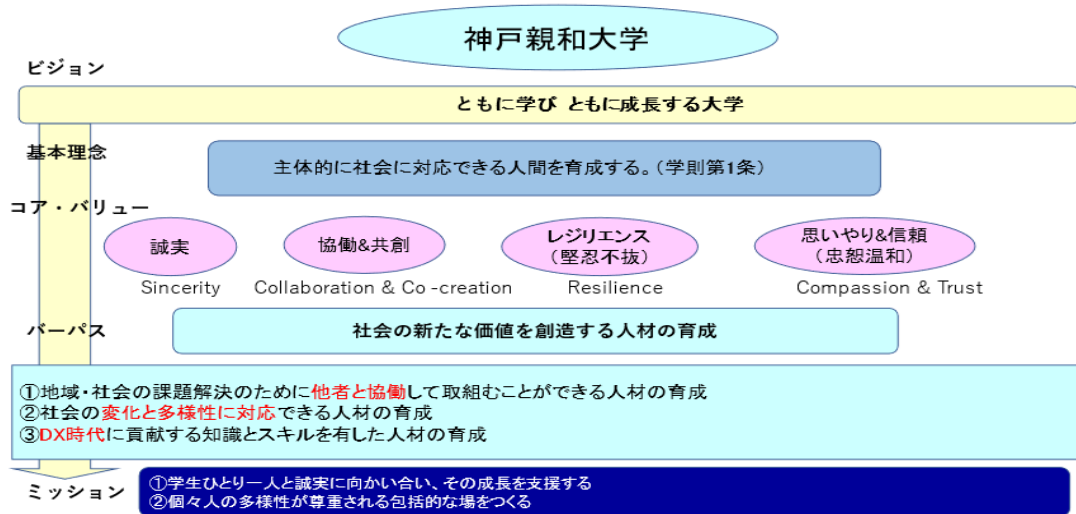 神戸親和大学
ビジョン
ともに学び ともに成長する大学
基本理念
主体的に社会に対応できる人間を育成する。(学則第1条)
コア・バリュー
誠実
協働&共創
レジリエンス
(堅忍不抜)
思いやり&信頼
(忠恕温和)
Sincerity
Collaboration & Co -creation
Resilience
Compassion & Trust
パーパス
社会の新たな価値を創造する人材の育成
①地域・社会の課題解決のために他者と協働して取組むことができる人材の育成
②社会の変化と多様性に対応できる人材の育成
③DX時代に貢献する知識とスキルを有した人材の育成
ミッション
①学生ひとり一人と誠実に向かい合い、その成長を支援する
②個々人の多様性が尊重される包括的な場をつくる